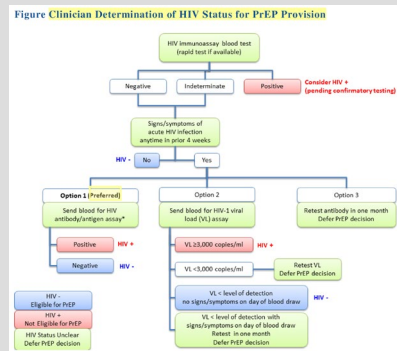 Figure Clinician Determination of HIV Status for PrEP Provision
HIV immunoassay blood test
(rapid test if available)
Negative
Indeterminate
Positive
Consider HIV +
(pending confirmatory testing)
Signs/symptoms of
acute HIV infection
anytime in prior 4 weeks
HIV -
No
Yes
Option 1 (Preferred)
Send blood for HIV
antibody/antigen assay*
Option 2
Send blood for HIV-1 viral
load (VL) assay
Option 3
Retest antibody in one month
Defer PrEP decision
Positive
HIV +
Negative
HIV -
VL ≥3,000 copies/ml
HIV +
VL <3,000 copies/ml
Retest VL
Defer PrEP decision
VL < level of detection
no signs/symptoms on day of blood draw
HIV -
VL < level of detection with
signs/symptoms on day of blood draw
Retest in one month
Defer PrEP decision
HIV -
Eligible for PrEP
HIV +
Not Eligible for PrEP
HIV Status Unclear
Defer PrEP decision